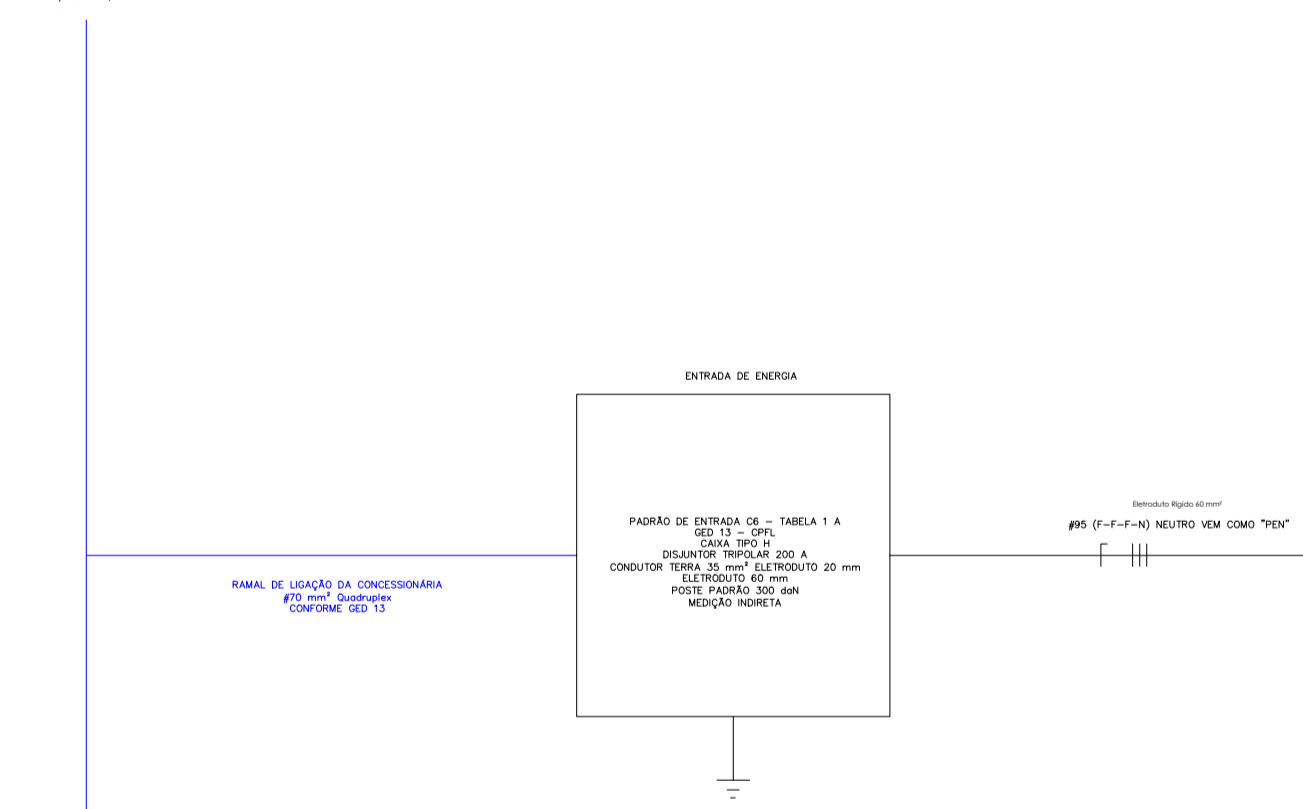 ENTRADA DE ENERGIA
Eletroduto Rígido 60 mm²
#95 (F-F-F-N) NEUTRO VEM COMO "PEN"
PADRÃO DE ENTRADA C6 - TABELA 1 A
GED 13 - CPFL
CAIXA TIPO H
DISJUNTOR TRIPOLAR 200 A
CONDUTOR TERRA 35 mm² ELETRODUTO 20 mm
ELETRODUTO 60 mm
POSTE PADRÃO 300 daN
MEDIÇÃO INDIRETA
RAMAL DE LIGAÇÃO DA CONCESSIONÁRIA
#70 mm² Quadruplex
CONFORME GED 13